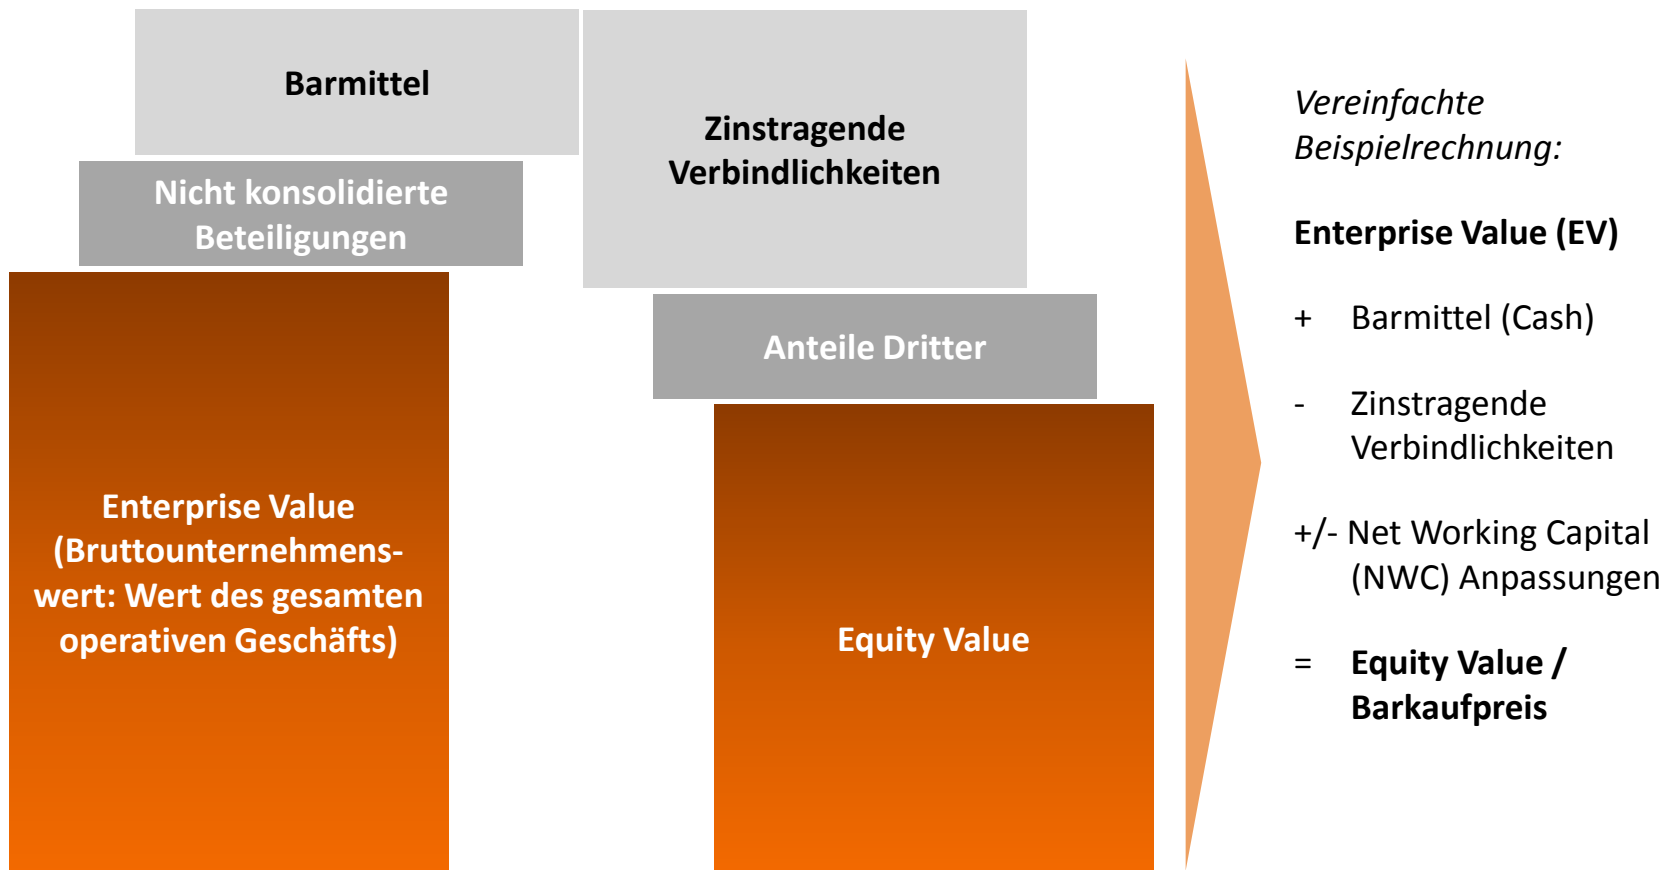 Barmittel
Nicht konsolidierte
Beteiligungen
Enterprise Value
(Bruttounternehmens-
wert: Wert des gesamten
operativen Geschäfts)
Zinstragende
Verbindlichkeiten
Anteile Dritter
Equity Value
Vereinfachte
Beispielrechnung:
Enterprise Value (EV)
+ Barmittel (Cash)
- Zinstragende
Verbindlichkeiten
+/- Net Working Capital
(NWC) Anpassungen
= Equity Value /
Barkaufpreis